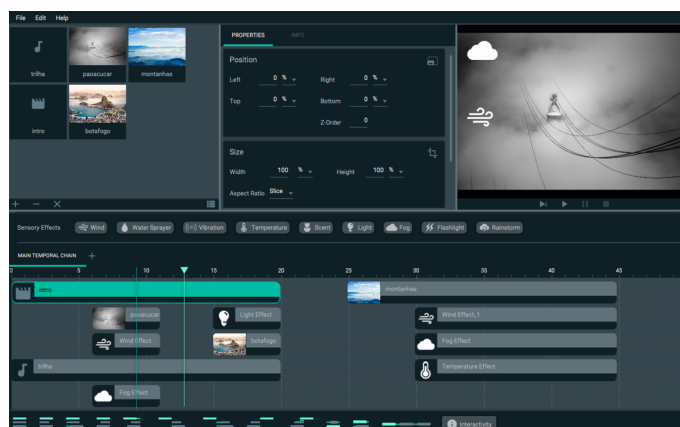 File Edit Help
PROPERTIES INFO
Position
Left 0 % Right 0 %
Top 0 % Bottom 0 %
Z-Order 0
Size
Width 100 % Height 100 %
Aspect Ratio Slice
trilha paoacucar montanhas
intro botafogo
Sensory Effects Wind Water Sprayer Vibration Temperature Scent Light Fog Flashlight Rainstorm
MAIN TEMPORAL CHAIN
0 5 10 15 20 25 30 35 40 45
intro montanhas
paoacucar Light Effect Wind Effect_1
Wind Effect botafogo Fog Effect
trilha Temperature Effect
Fog Effect
Interactivity